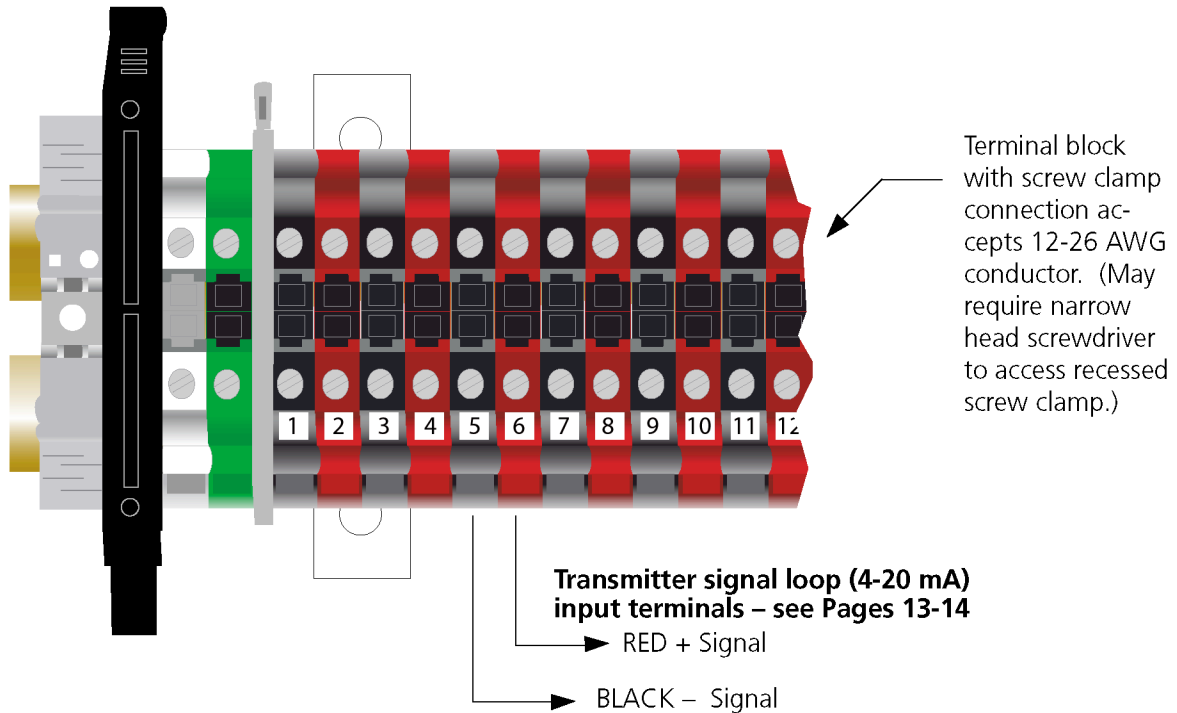 Terminal block
with screw clamp
connection ac-
cepts 12-26 AWG
conductor.  (May
require narrow
head screwdriver
to access recessed
screw clamp.)
1 2 3 4 5 6 7 8 9 10 11 12
Transmitter signal loop (4-20 mA)
input terminals – see Pages 13-14
RED + Signal
BLACK –  Signal